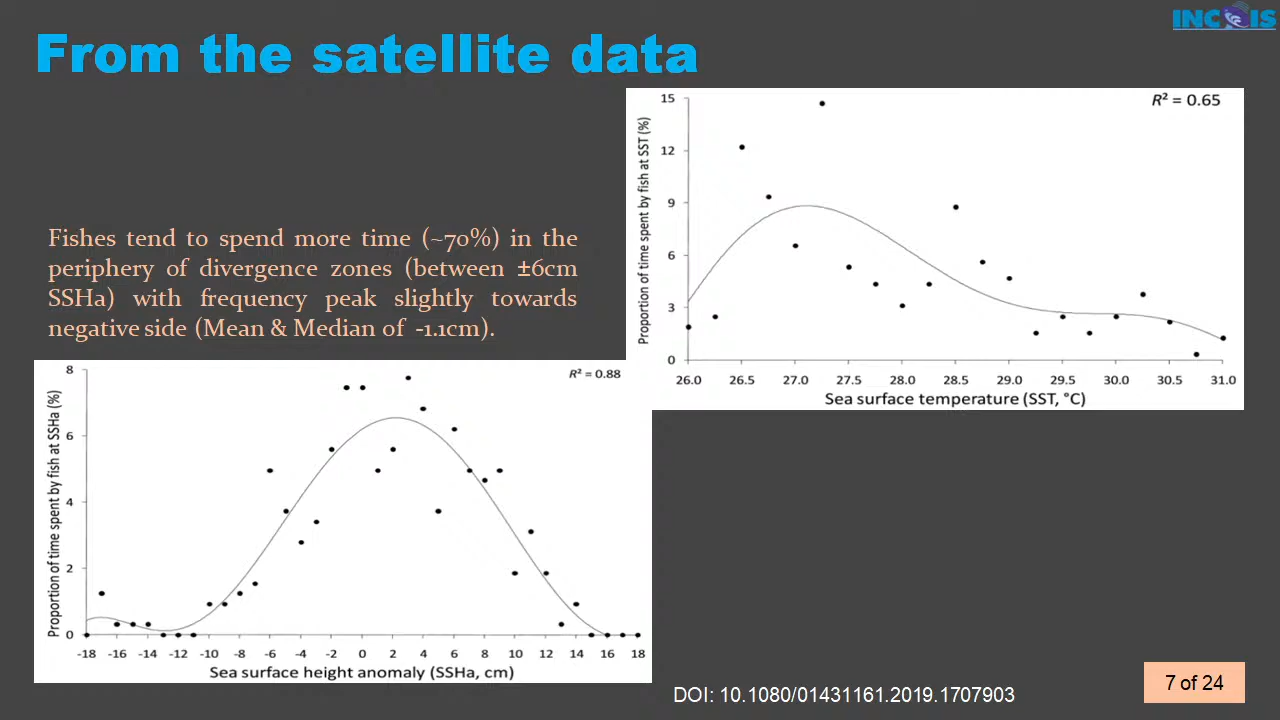 INCOIS
From the satellite data
Fishes tend to spend more time (~70%) in the
periphery of divergence zones (between ±6cm
SSHa) with frequency peak slightly towards
negative side (Mean & Median of -1.1cm).
R² = 0.65
Proportion of time spent by fish at SST (%)
15
12
9
6
3
0
26.0 26.5 27.0 27.5 28.0 28.5 29.0 29.5 30.0 30.5 31.0
Sea surface temperature (SST, °C)
R² = 0.88
Proportion of time spent by fish at SSHa (%)
8
6
4
2
0
-18 -16 -14 -12 -10 -8 -6 -4 -2 0 2 4 6 8 10 12 14 16 18
Sea surface height anomaly (SSHa, cm)
DOI: 10.1080/01431161.2019.1707903
7 of 24